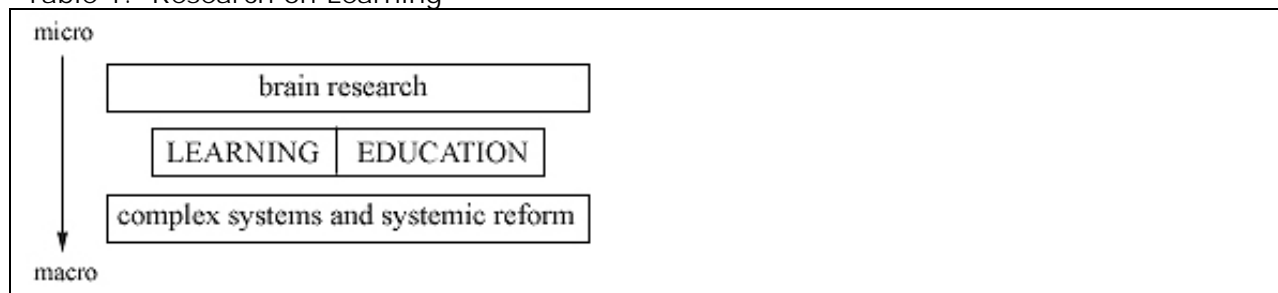 Table 1. Research on Learning
micro
brain research
LEARNING EDUCATION
complex systems and systemic reform
macro